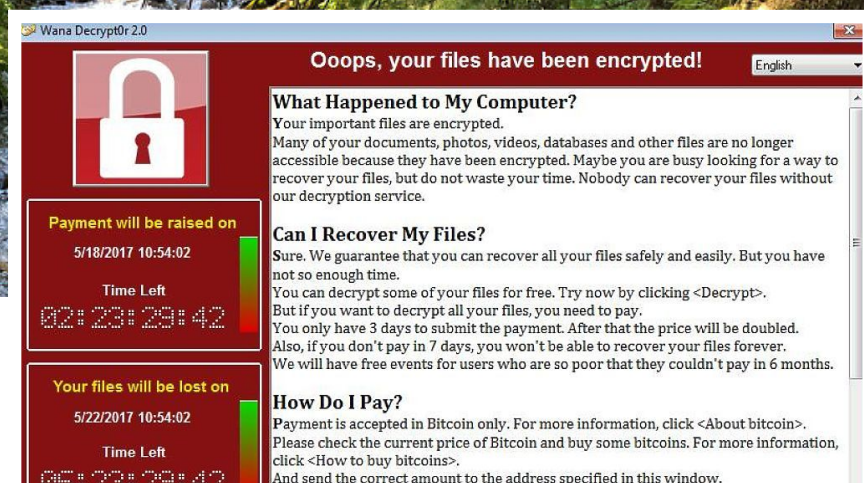 Wana Decrypt0r 2.0
Ooops, your files have been encrypted!
English
Payment will be raised on
5/18/2017 10:54:02
Time Left
02:23:29:42
Your files will be lost on
5/22/2017 10:54:02
Time Left
06:23:29:42
What Happened to My Computer?
Your important files are encrypted.
Many of your documents, photos, videos, databases and other files are no longer
accessible because they have been encrypted. Maybe you are busy looking for a way to
recover your files, but do not waste your time. Nobody can recover your files without
our decryption service.
Can I Recover My Files?
Sure. We guarantee that you can recover all your files safely and easily. But you have
not so enough time.
You can decrypt some of your files for free. Try now by clicking <Decrypt>.
But if you want to decrypt all your files, you need to pay.
You only have 3 days to submit the payment. After that the price will be doubled.
Also, if you don't pay in 7 days, you won't be able to recover your files forever.
We will have free events for users who are so poor that they couldn't pay in 6 months.
How Do I Pay?
Payment is accepted in Bitcoin only. For more information, click <About bitcoin>.
Please check the current price of Bitcoin and buy some bitcoins. For more information,
click <How to buy bitcoins>.
And send the correct amount to the address specified in this window.